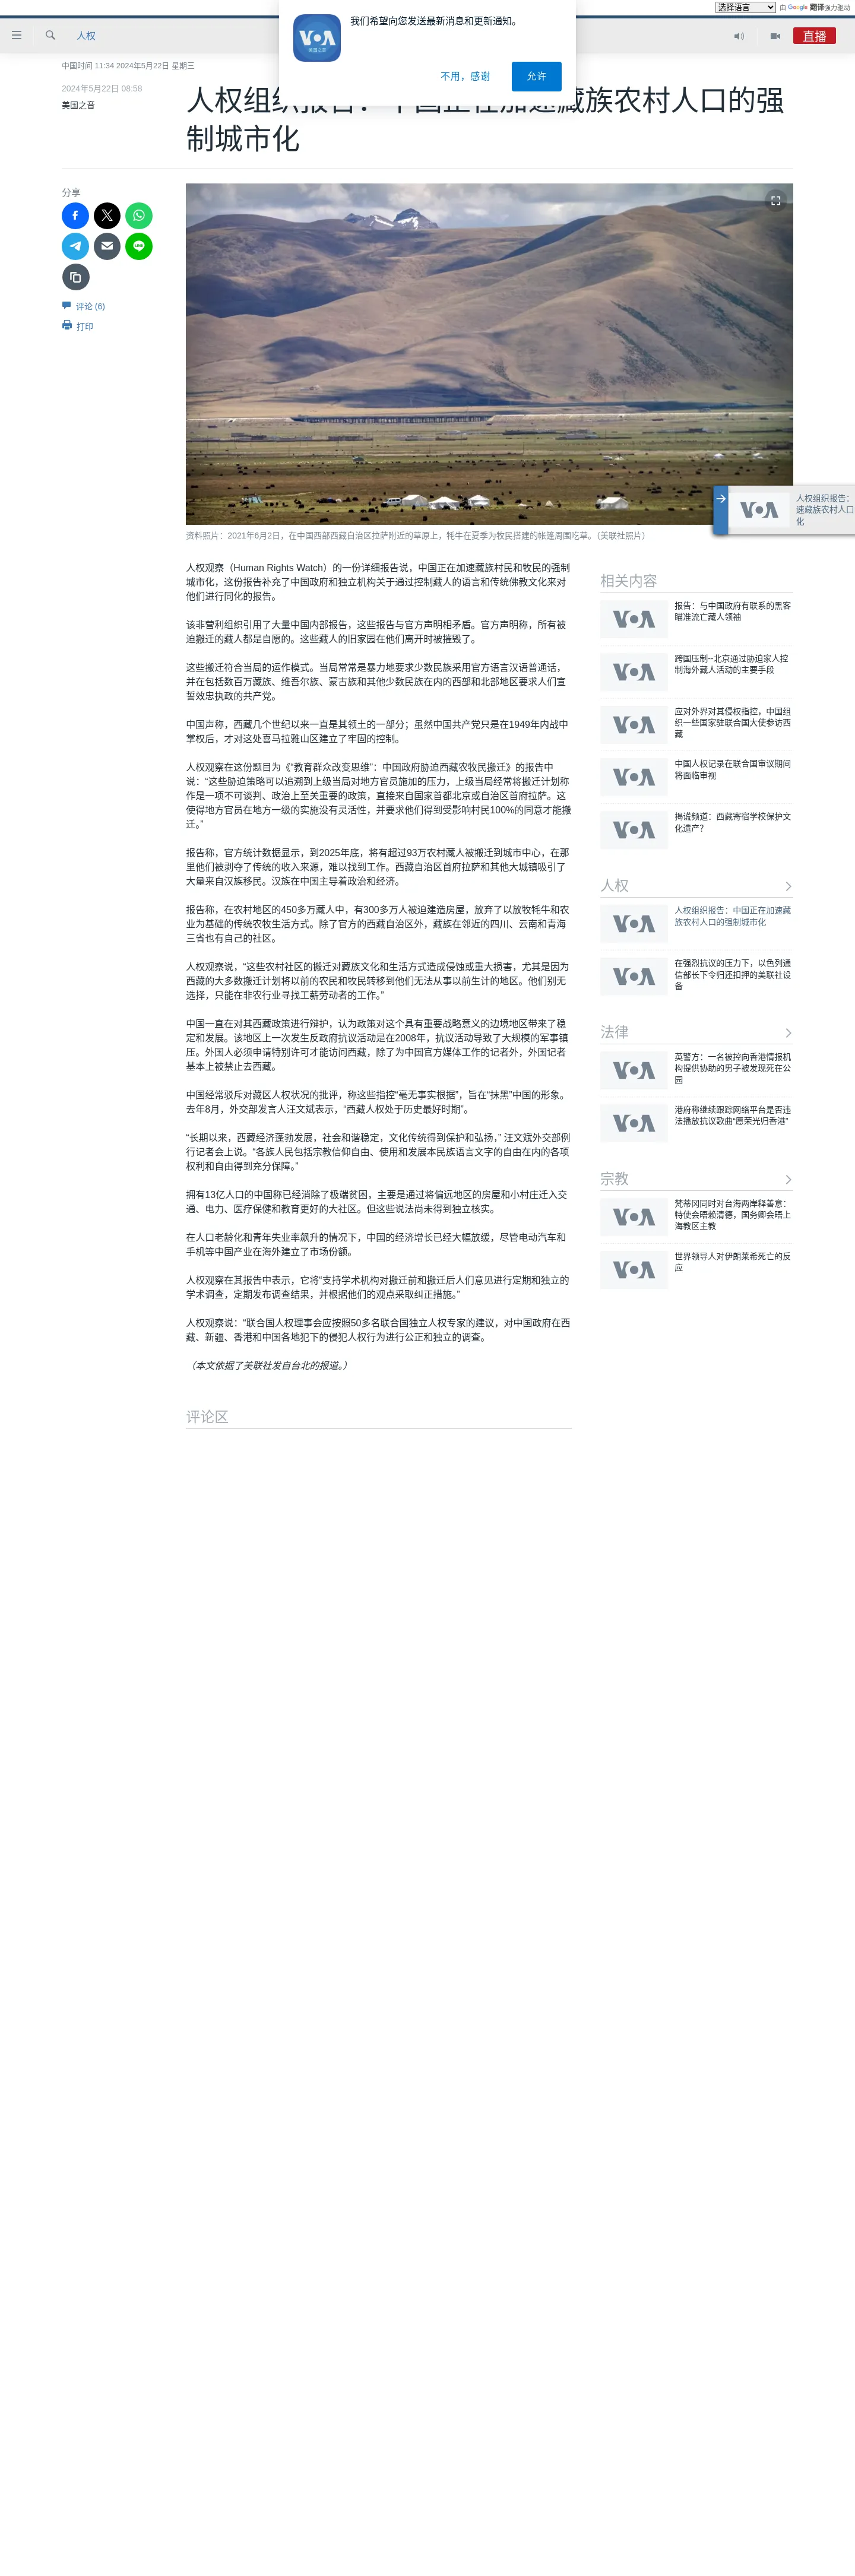 选择语言
由 Google 翻译强力驱动
我们希望向您发送最新消息和更新通知。
不用，感谢
允许
人权
直播
中国时间 11:34 2024年5月22日 星期三
2024年5月22日 08:58
美国之音
人权组织报告：中国正在加速藏族农村人口的强
制城市化
分享
评论 (6)
打印
资料照片：2021年6月2日，在中国西部西藏自治区拉萨附近的草原上，牦牛在夏季为牧民搭建的帐篷周围吃草。（美联社照片）
人权组织报告：
速藏族农村人口
化
人权观察（Human Rights Watch）的一份详细报告说，中国正在加速藏族村民和牧民的强制
城市化，这份报告补充了中国政府和独立机构关于通过控制藏人的语言和传统佛教文化来对
他们进行同化的报告。
该非营利组织引用了大量中国内部报告，这些报告与官方声明相矛盾。官方声明称，所有被
迫搬迁的藏人都是自愿的。这些藏人的旧家园在他们离开时被摧毁了。
这些搬迁符合当局的运作模式。当局常常是暴力地要求少数民族采用官方语言汉语普通话，
并在包括数百万藏族、维吾尔族、蒙古族和其他少数民族在内的西部和北部地区要求人们宣
誓效忠执政的共产党。
中国声称，西藏几个世纪以来一直是其领土的一部分；虽然中国共产党只是在1949年内战中
掌权后，才对这处喜马拉雅山区建立了牢固的控制。
人权观察在这份题目为《“教育群众改变思维”：中国政府胁迫西藏农牧民搬迁》的报告中
说：“这些胁迫策略可以追溯到上级当局对地方官员施加的压力，上级当局经常将搬迁计划称
作是一项不可谈判、政治上至关重要的政策，直接来自国家首都北京或自治区首府拉萨。这
使得地方官员在地方一级的实施没有灵活性，并要求他们得到受影响村民100%的同意才能搬
迁。”
报告称，官方统计数据显示，到2025年底，将有超过93万农村藏人被搬迁到城市中心，在那
里他们被剥夺了传统的收入来源，难以找到工作。西藏自治区首府拉萨和其他大城镇吸引了
大量来自汉族移民。汉族在中国主导着政治和经济。
报告称，在农村地区的450多万藏人中，有300多万人被迫建造房屋，放弃了以放牧牦牛和农
业为基础的传统农牧生活方式。除了官方的西藏自治区外，藏族在邻近的四川、云南和青海
三省也有自己的社区。
人权观察说，“这些农村社区的搬迁对藏族文化和生活方式造成侵蚀或重大损害，尤其是因为
西藏的大多数搬迁计划将以前的农民和牧民转移到他们无法从事以前生计的地区。他们别无
选择，只能在非农行业寻找工薪劳动者的工作。”
中国一直在对其西藏政策进行辩护，认为政策对这个具有重要战略意义的边境地区带来了稳
定和发展。该地区上一次发生反政府抗议活动是在2008年，抗议活动导致了大规模的军事镇
压。外国人必须申请特别许可才能访问西藏，除了为中国官方媒体工作的记者外，外国记者
基本上被禁止去西藏。
中国经常驳斥对藏区人权状况的批评，称这些指控“毫无事实根据”，旨在“抹黑”中国的形象。
去年8月，外交部发言人汪文斌表示，“西藏人权处于历史最好时期”。
“长期以来，西藏经济蓬勃发展，社会和谐稳定，文化传统得到保护和弘扬，” 汪文斌外交部例
行记者会上说。“各族人民包括宗教信仰自由、使用和发展本民族语言文字的自由在内的各项
权利和自由得到充分保障。”
拥有13亿人口的中国称已经消除了极端贫困，主要是通过将偏远地区的房屋和小村庄迁入交
通、电力、医疗保健和教育更好的大社区。但这些说法尚未得到独立核实。
在人口老龄化和青年失业率飙升的情况下，中国的经济增长已经大幅放缓，尽管电动汽车和
手机等中国产业在海外建立了市场份额。
人权观察在其报告中表示，它将“支持学术机构对搬迁前和搬迁后人们意见进行定期和独立的
学术调查，定期发布调查结果，并根据他们的观点采取纠正措施。”
人权观察说：“联合国人权理事会应按照50多名联合国独立人权专家的建议，对中国政府在西
藏、新疆、香港和中国各地犯下的侵犯人权行为进行公正和独立的调查。
（本文依据了美联社发自台北的报道。）
评论区
相关内容
报告：与中国政府有联系的黑客
瞄准流亡藏人领袖
跨国压制--北京通过胁迫家人控
制海外藏人活动的主要手段
应对外界对其侵权指控，中国组
织一些国家驻联合国大使参访西
藏
中国人权记录在联合国审议期间
将面临审视
揭谎频道：西藏寄宿学校保护文
化遗产？
人权
人权组织报告：中国正在加速藏
族农村人口的强制城市化
在强烈抗议的压力下，以色列通
信部长下令归还扣押的美联社设
备
法律
英警方：一名被控向香港情报机
构提供协助的男子被发现死在公
园
港府称继续跟踪网络平台是否违
法播放抗议歌曲“愿荣光归香港”
宗教
梵蒂冈同时对台海两岸释善意：
特使会晤赖清德，国务卿会晤上
海教区主教
世界领导人对伊朗莱希死亡的反
应